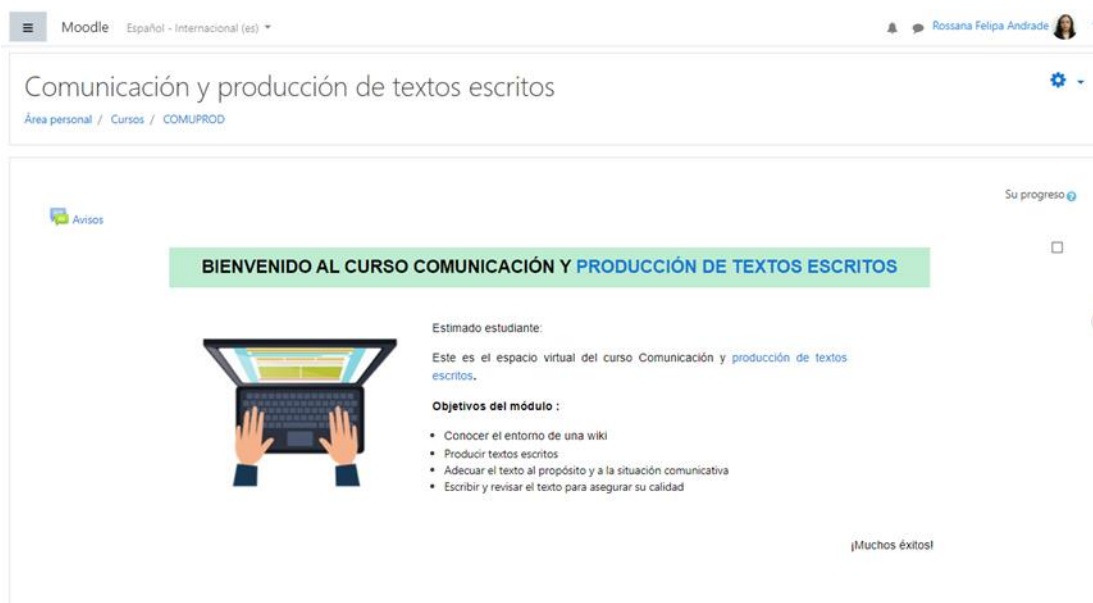 Moodle Español - Internacional (es) Rossana Felipa Andrade
Comunicación y producción de textos escritos
Área personal / Cursos / COMUPROD
Su progreso
Avisos
BIENVENIDO AL CURSO COMUNICACIÓN Y PRODUCCIÓN DE TEXTOS ESCRITOS
Estimado estudiante:
Este es el espacio virtual del curso Comunicación y producción de textos
escritos.
Objetivos del módulo :
• Conocer el entorno de una wiki
• Producir textos escritos
• Adecuar el texto al propósito y a la situación comunicativa
• Escribir y revisar el texto para asegurar su calidad
¡Muchos éxitos!